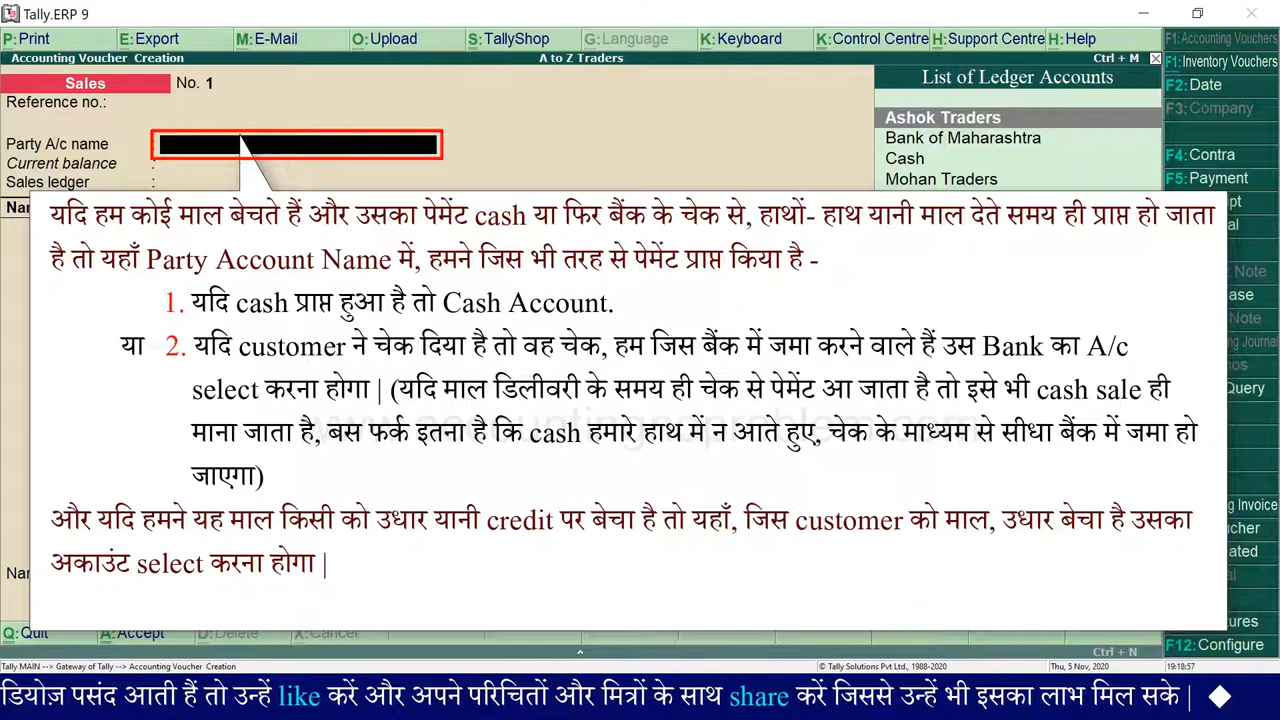 Tally.ERP 9
P: Print E: Export M: E-Mail O: Upload S: TallyShop G: Language K: Keyboard K: Control Centre H: Support Centre H: Help
F1: Accounting Vouchers
Accounting Voucher Creation A to Z Traders Ctrl + M
F1: Inventory Vouchers
Sales No. 1
List of Ledger Accounts
F2: Date
Reference no.:
F3: Company
Ashok Traders
Party A/c name
Bank of Maharashtra
Current balance :
Cash
F4: Contra
Sales ledger :
Mohan Traders
F5: Payment
यदि हम कोई माल बेचते हैं और उसका पेमेंट cash या फिर बैंक के चेक से, हाथों- हाथ यानी माल देते समय ही प्राप्त हो जाता
है तो यहाँ Party Account Name में, हमने जिस भी तरह से पेमेंट प्राप्त किया है -
1. यदि cash प्राप्त हुआ है तो Cash Account.
या 2. यदि customer ने चेक दिया है तो वह चेक, हम जिस बैंक में जमा करने वाले हैं उस Bank का A/c
select करना होगा | (यदि माल डिलीवरी के समय ही चेक से पेमेंट आ जाता है तो इसे भी cash sale ही
माना जाता है, बस फर्क इतना है कि cash हमारे हाथ में न आते हुए, चेक के माध्यम से सीधा बैंक में जमा हो
जाएगा)
और यदि हमने यह माल किसी को उधार यानी credit पर बेचा है तो यहाँ, जिस customer को माल, उधार बेचा है उसका
अकाउंट select करना होगा |
Q: Quit A: Accept D: Delete X: Cancel
F12: Configure
Ctrl + N
Tally MAIN --> Gateway of Tally --> Accounting Voucher Creation © Tally Solutions Pvt Ltd., 1988-2020 Thu, 5 Nov, 2020 19:18:57
डियोज़ पसंद आती हैं तो उन्हें like करें और अपने परिचितों और मित्रों के साथ share करें जिससे उन्हें भी इसका लाभ मिल सके |